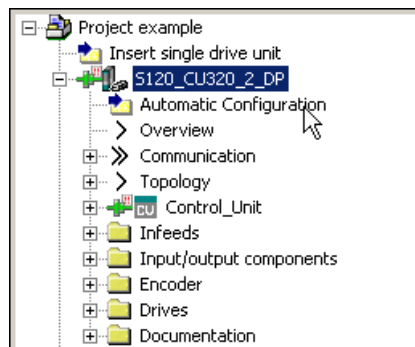 Project example
Insert single drive unit
S120_CU320_2_DP
Automatic Configuration
Overview
Communication
Topology
CU Control_Unit
Infeeds
Input/output components
Encoder
Drives
Documentation